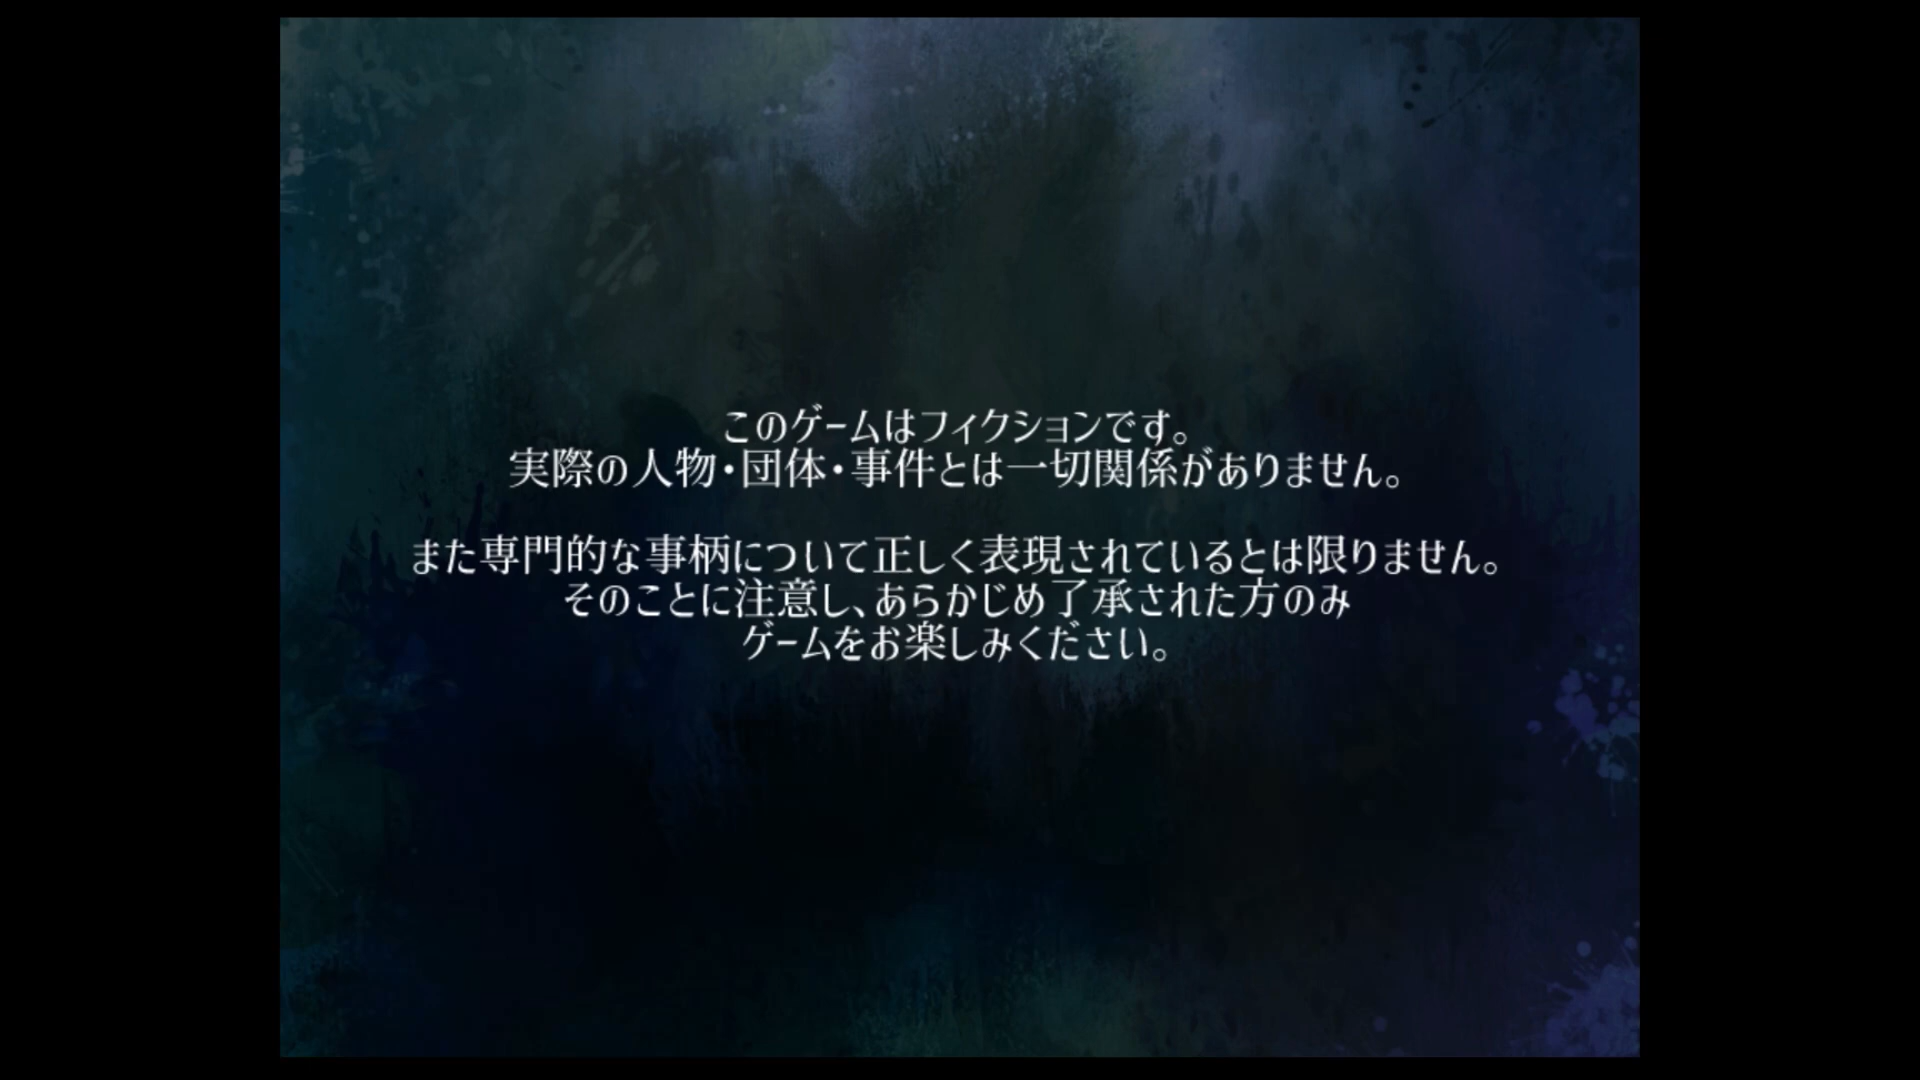 このゲームはフィクションです。
実際の人物・団体・事件とは一切関係がありません。
また専門的な事柄について正しく表現されているとは限りません。
そのことに注意し、あらかじめ了承された方のみ
ゲームをお楽しみください。